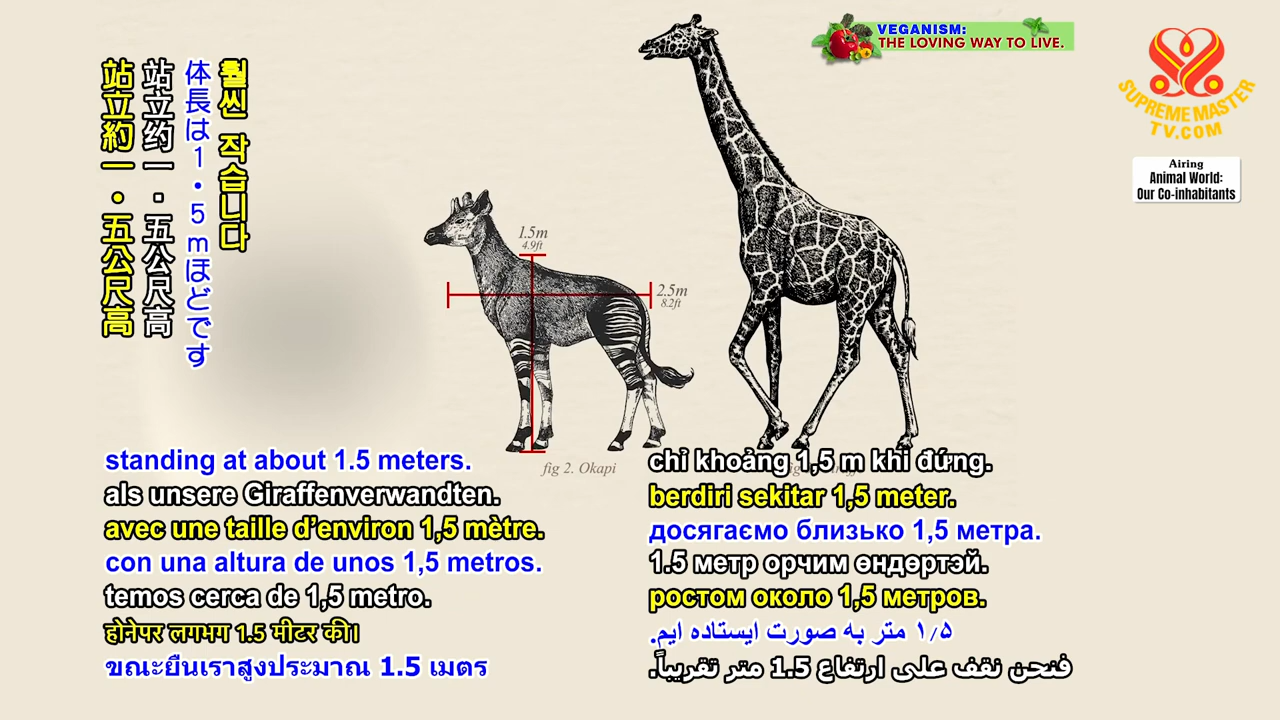 VEGANISM:
THE LOVING WAY TO LIVE.
SUPREME MASTER
TV.COM
Airing
Animal World:
Our Co-inhabitants
훨씬 작습니다
体長は1・5mほどです
站立约一·五公尺高
站立約一·五公尺高
1.5m
4.9ft
2.5m
8.2ft
fig 2. Okapi
standing at about 1.5 meters.
als unsere Giraffenverwandten.
avec une taille d’environ 1,5 mètre.
con una altura de unos 1,5 metros.
temos cerca de 1,5 metro.
होनेपर लगभग 1.5 मीटर की।
ขณะยืนเราสูงประมาณ 1.5 เมตร
chỉ khoảng 1,5 m khi đứng.
berdiri sekitar 1,5 meter.
досягаємо близько 1,5 метра.
1.5 метр орчим өндөртэй.
ростом около 1,5 метров.
۱/۵ متر به صورت ایستاده ایم.
فنحن نقف على ارتفاع 1.5 متر تقريباً.